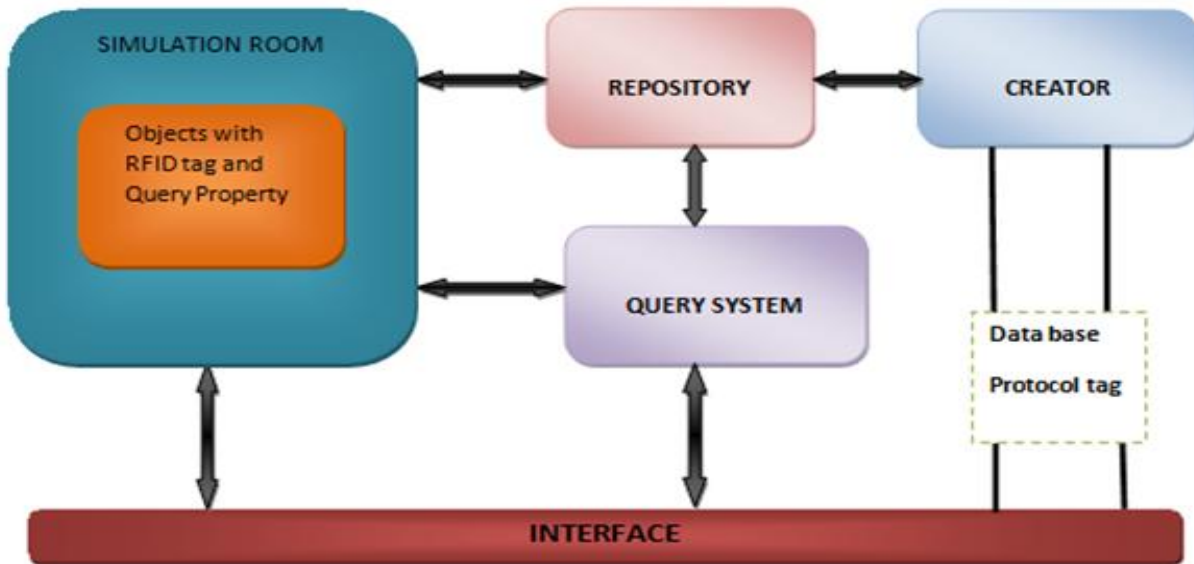 SIMULATION ROOM
Objects with
RFID tag and
Query Property
REPOSITORY
CREATOR
QUERY SYSTEM
Data base
Protocol tag
INTERFACE